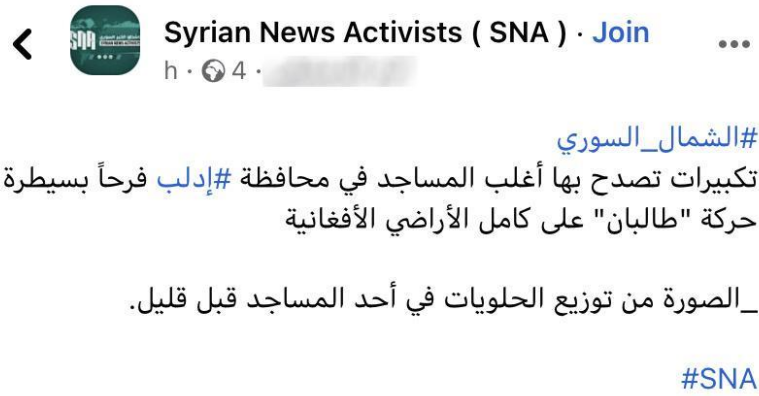 Syrian News Activists ( SNA ) · Join
h · 4 ·
#الشمال_السوري
تكبيرات تصدح بها أغلب المساجد في محافظة #إدلب فرحاً بسيطرة
حركة "طالبان" على كامل الأراضي الأفغانية
_الصورة من توزيع الحلويات في أحد المساجد قبل قليل.
#SNA